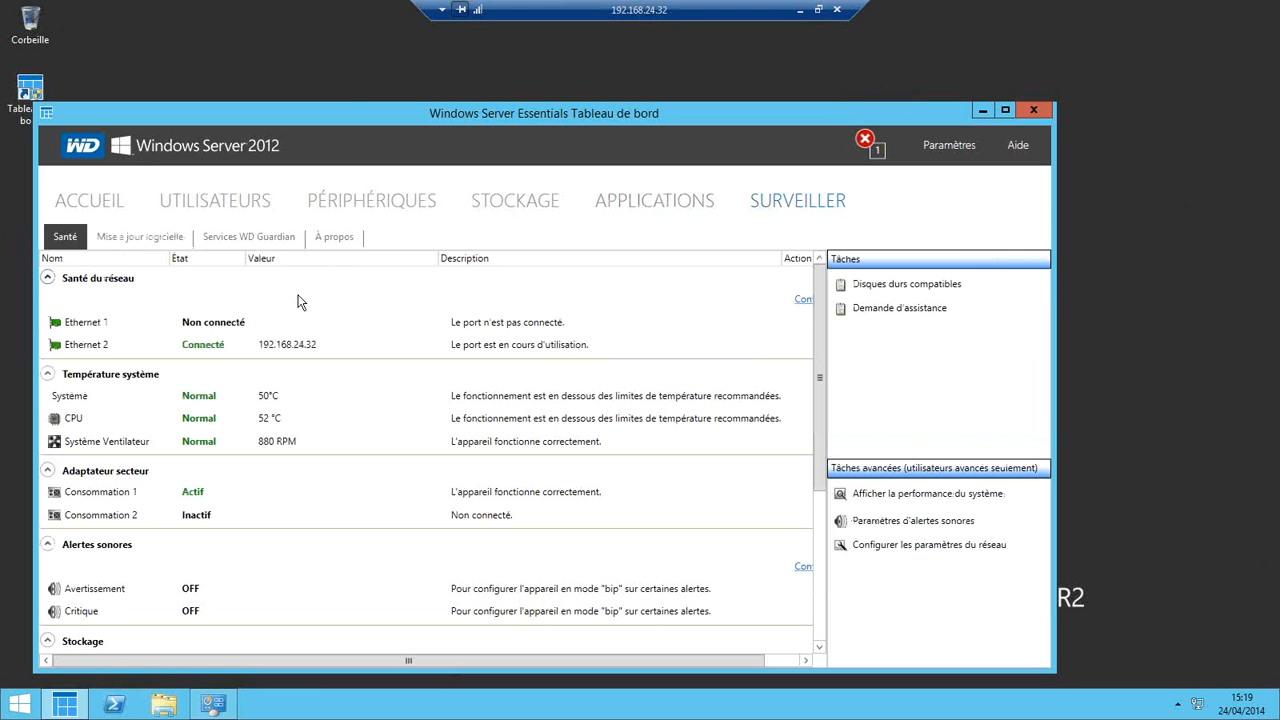 192.168.24.32
Corbeille
Tableau
bo
Windows Server Essentials Tableau de bord
WD Windows Server 2012
1
Paramètres
Aide
ACCUEIL UTILISATEURS PÉRIPHÉRIQUES STOCKAGE APPLICATIONS SURVEILLER
Santé Mise à jour logicielle Services WD Guardian À propos
Nom État Valeur Description Action
Santé du réseau
Cont
Ethernet 1 Non connecté Le port n'est pas connecté.
Ethernet 2 Connecté 192.168.24.32 Le port est en cours d'utilisation.
Température système
Système Normal 50°C Le fonctionnement est en dessous des limites de température recommandées.
CPU Normal 52 °C Le fonctionnement est en dessous des limites de température recommandées.
Système Ventilateur Normal 880 RPM L'appareil fonctionne correctement.
Adaptateur secteur
Consommation 1 Actif L'appareil fonctionne correctement.
Consommation 2 Inactif Non connecté.
Alertes sonores
Cont
Avertissement OFF Pour configurer l'appareil en mode "bip" sur certaines alertes.
Critique OFF Pour configurer l'appareil en mode "bip" sur certaines alertes.
Stockage
Tâches
Disques durs compatibles
Demande d'assistance
Tâches avancées (utilisateurs avancés seulement)
Afficher la performance du système
Paramètres d'alertes sonores
Configurer les paramètres du réseau
R2
15:19
24/04/2014